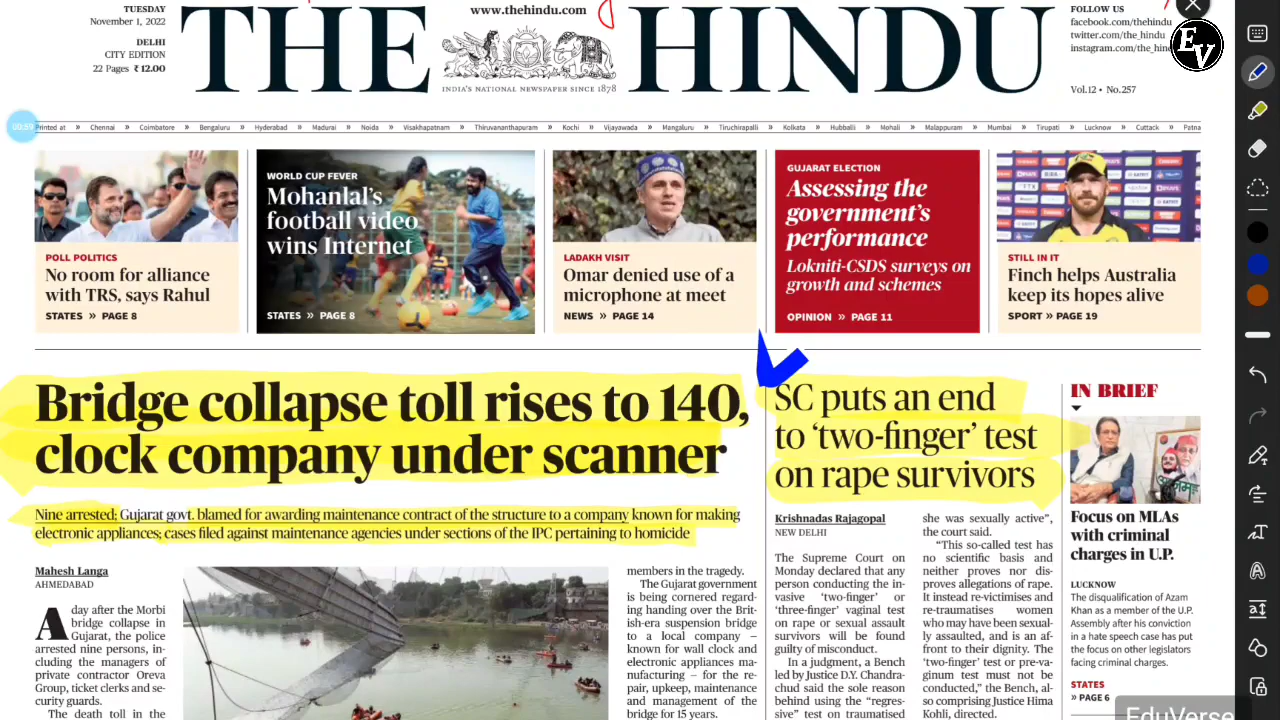 TUESDAY
November 1, 2022
DELHI
CITY EDITION
22 Pages ₹ 12.00
www.thehindu.com
THE HINDU
INDIA'S NATIONAL NEWSPAPER SINCE 1878
FOLLOW US
facebook.com/thehindu
twitter.com/the_hindu
instagram.com/the_hin
EV
Vol.12 • No.257
00:59
Printed at » Chennai » Coimbatore » Bengaluru » Hyderabad » Madurai » Noida » Visakhapatnam » Thiruvananthapuram » Kochi » Vijayawada » Mangaluru » Tiruchirapalli » Kolkata » Hubballi » Mohali » Malappuram » Mumbai » Tirupati » Lucknow » Cuttack » Patna
POLL POLITICS
No room for alliance
with TRS, says Rahul
STATES » PAGE 8
WORLD CUP FEVER
Mohanlal's
football video
wins Internet
STATES » PAGE 8
LADAKH VISIT
Omar denied use of a
microphone at meet
NEWS » PAGE 14
GUJARAT ELECTION
Assessing the
government's
performance
Lokniti-CSDS surveys on
growth and schemes
OPINION » PAGE 11
STILL IN IT
Finch helps Australia
keep its hopes alive
SPORT » PAGE 19
Bridge collapse toll rises to 140,
clock company under scanner
Nine arrested; Gujarat govt. blamed for awarding maintenance contract of the structure to a company known for making
electronic appliances; cases filed against maintenance agencies under sections of the IPC pertaining to homicide
Mahesh Langa
AHMEDABAD
A day after the Morbi
bridge collapse in
Gujarat, the police
arrested nine persons, in-
cluding the managers of
private contractor Oreva
Group, ticket clerks and se-
curity guards.
The death toll in the
members in the tragedy.
The Gujarat government
is being cornered regard-
ing handing over the Brit-
ish-era suspension bridge
to a local company —
known for wall clock and
electronic appliances ma-
nufacturing — for the re-
pair, upkeep, maintenance
and management of the
bridge for 15 years.
SC puts an end
to 'two-finger' test
on rape survivors
Krishnadas Rajagopal
NEW DELHI
The Supreme Court on
Monday declared that any
person conducting the in-
vasive 'two-finger' or
'three-finger' vaginal test
on rape or sexual assault
survivors will be found
guilty of misconduct.
In a judgment, a Bench
led by Justice D.Y. Chandra-
chud said the sole reason
behind using the "regres-
sive" test on traumatised
she was sexually active",
the court said.
"This so-called test has
no scientific basis and
neither proves nor dis-
proves allegations of rape.
It instead re-victimises and
re-traumatises women
who may have been sexual-
ly assaulted, and is an af-
front to their dignity. The
'two-finger' test or pre-va-
ginum test must not be
conducted," the Bench, al-
so comprising Justice Hima
Kohli, directed.
IN BRIEF
Focus on MLAs
with criminal
charges in U.P.
LUCKNOW
The disqualification of Azam
Khan as a member of the U.P.
Assembly after his conviction
in a hate speech case has put
the focus on other legislators
facing criminal charges.
STATES
» PAGE 6
EduVerse